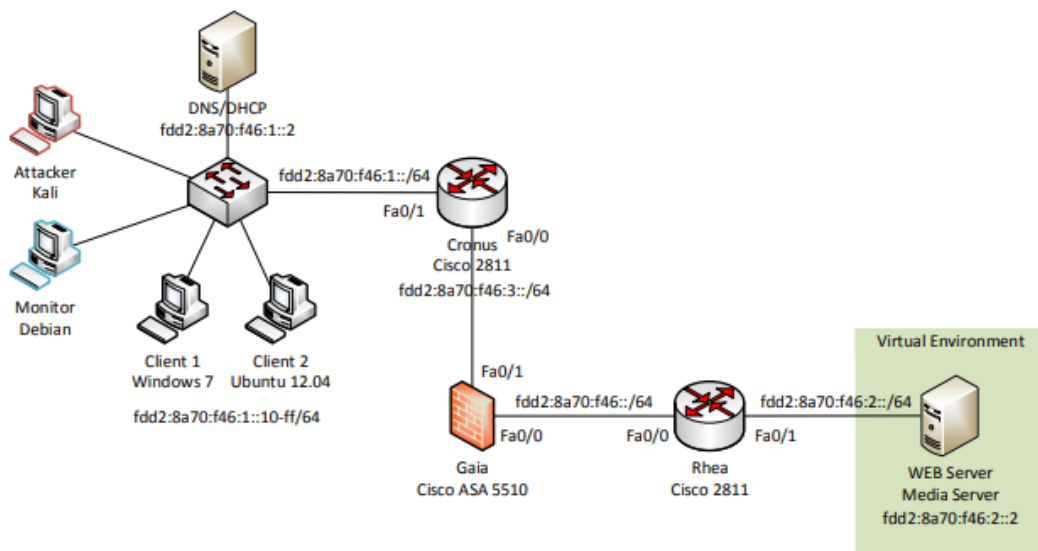 DNS/DHCP
fdd2:8a70:f46:1::2
Attacker
Kali
fdd2:8a70:f46:1::/64
Fa0/1
Fa0/0
Cronus
Cisco 2811
fdd2:8a70:f46:3::/64
Monitor
Debian
Client 1
Windows 7
Client 2
Ubuntu 12.04
fdd2:8a70:f46:1::10-ff/64
Virtual Environment
Fa0/1
fdd2:8a70:f46::/64
fdd2:8a70:f46:2::/64
Fa0/0
Fa0/0
Fa0/1
Gaia
Cisco ASA 5510
Rhea
Cisco 2811
WEB Server
Media Server
fdd2:8a70:f46:2::2